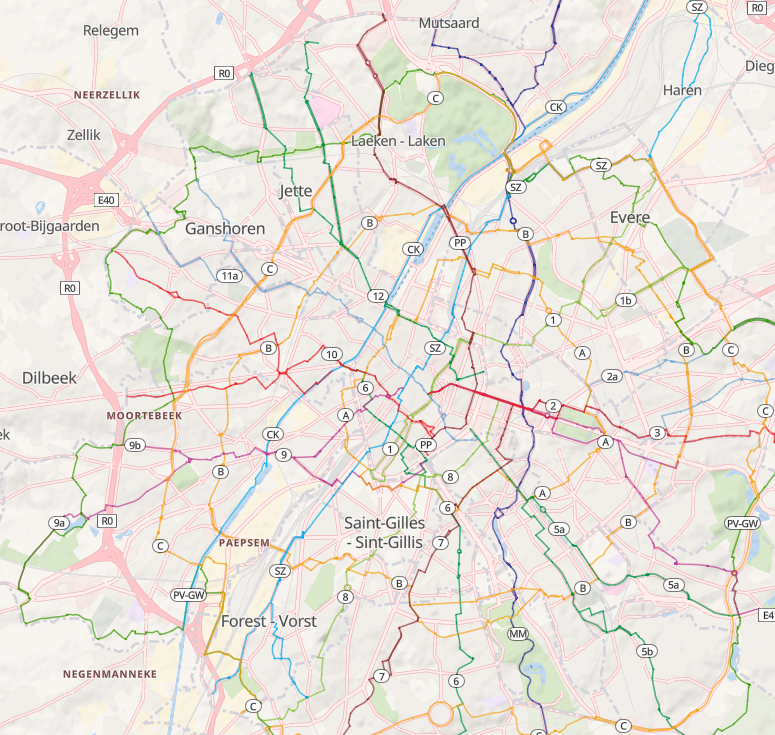 SZ
R0
Mutsaard
Relegem
Dieg
R0
Haren
NEERZELLIK
C
CK
Zellik
Laeken - Laken
SZ
Jette
SZ
E40
Evere
B
root-Bijgaarden
Ganshoren
B
PP
CK
C
11a
R0
12
1b
1
B
10
SZ
A
B
C
Dilbeek
2a
6
MOORTEBEEK
A
2
C
CK
3
ek
9b
9
1
PP
A
B
8
A
6
9a
R0
Saint-Gilles
- Sint-Gillis
B
PV-GW
5a
PAEPSEM
7
C
SZ
B
5a
B
PV-GW
8
E4
Forest - Vorst
MM
5b
NEGENMANNEKE
7
6
C
C
C